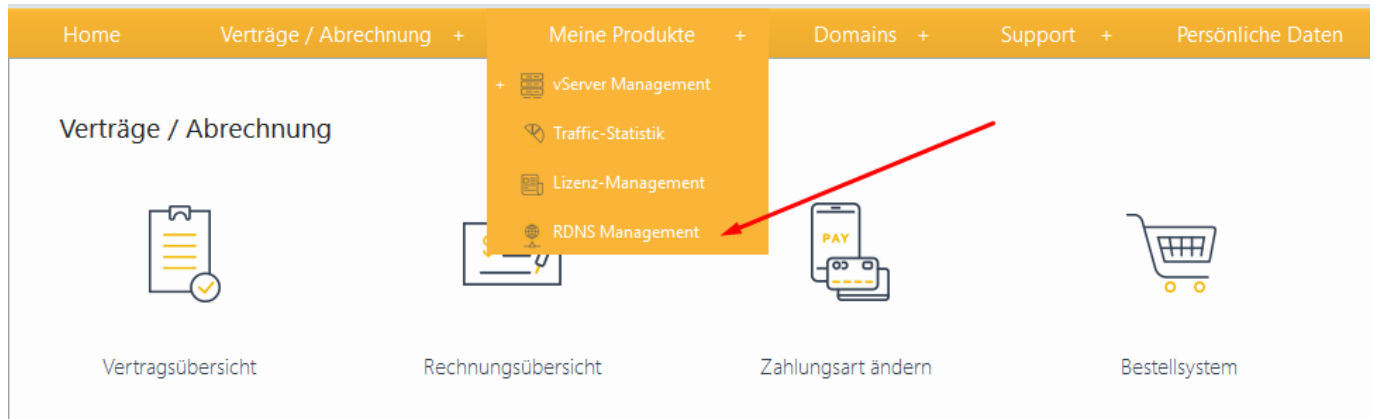 Home Verträge / Abrechnung + Meine Produkte + Domains + Support + Persönliche Daten
+ vServer Management
Traffic-Statistik
Lizenz-Management
RDNS Management
Verträge / Abrechnung
PAY
Vertragsübersicht Rechnungsübersicht Zahlungsart ändern Bestellsystem